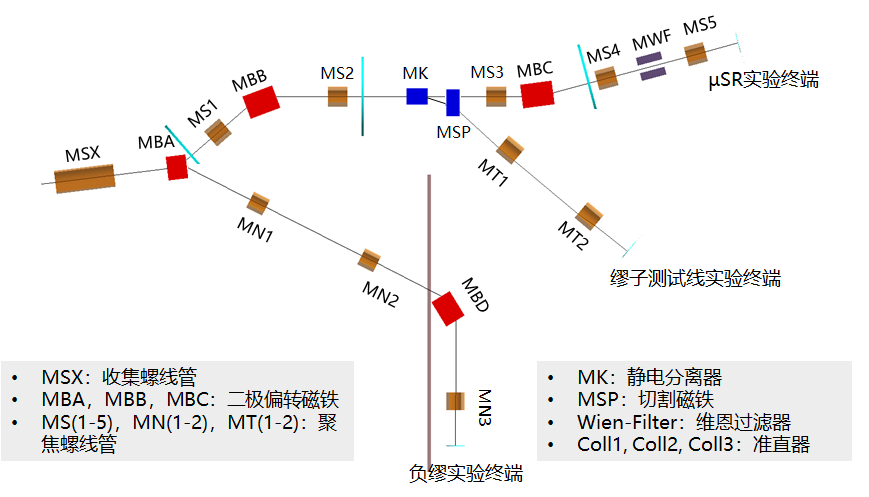 MSX
MBA
MS1
MBB
MS2
MK
MSP
MS3
MBC
MS4
MWF
MS5
μSR实验终端
MT1
MT2
缪子测试线实验终端
MN1
MN2
MBD
MN3
负缪实验终端
• MSX：收集螺线管
• MBA，MBB，MBC：二极偏转磁铁
• MS(1-5)，MN(1-2)，MT(1-2)：聚
焦螺线管
• MK：静电分离器
• MSP：切割磁铁
• Wien-Filter：维恩过滤器
• Coll1, Coll2, Coll3：准直器